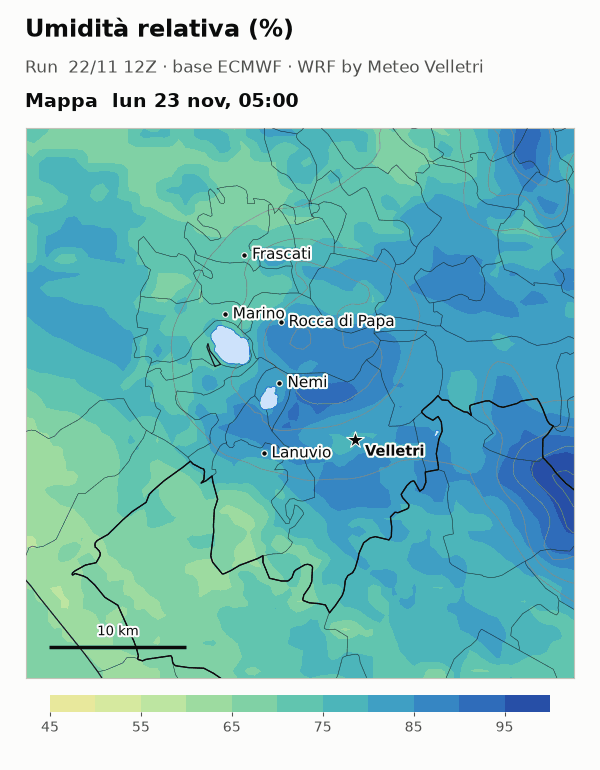 Umidità relativa (%)
Run  22/11 12Z · base ECMWF · WRF by Meteo Velletri
Mappa  lun 23 nov, 05:00
Frascati
Marino
Rocca di Papa
Nemi
Velletri
Lanuvio
10 km
45 55 65 75 85 95